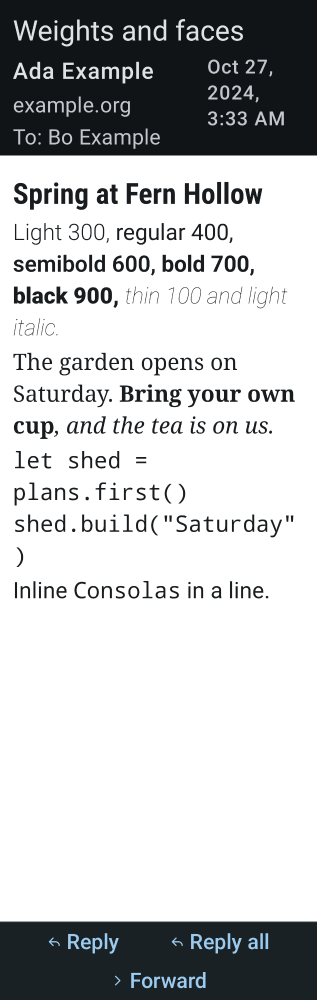 Weights and faces
Ada Example
example.org
To: Bo Example
Oct 27,
2024,
3:33 AM
Spring at Fern Hollow
Light 300, regular 400,
semibold 600, bold 700,
black 900, thin 100 and light
italic.
The garden opens on
Saturday. Bring your own
cup, and the tea is on us.
let shed =
plans.first()
shed.build("Saturday"
)
Inline Consolas in a line.
Reply
Reply all
Forward